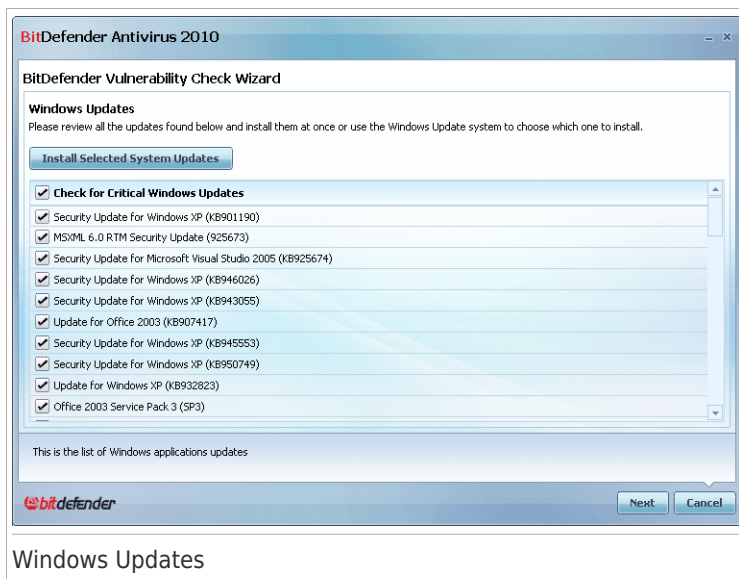 BitDefender Antivirus 2010
BitDefender Vulnerability Check Wizard
Windows Updates
Please review all the updates found below and install them at once or use the Windows Update system to choose which one to install.
Install Selected System Updates
Check for Critical Windows Updates
Security Update for Windows XP (KB901190)
MSXML 6.0 RTM Security Update (925673)
Security Update for Microsoft Visual Studio 2005 (KB925674)
Security Update for Windows XP (KB946026)
Security Update for Windows XP (KB943055)
Update for Office 2003 (KB907417)
Security Update for Windows XP (KB945553)
Security Update for Windows XP (KB950749)
Update for Windows XP (KB932823)
Office 2003 Service Pack 3 (SP3)
This is the list of Windows applications updates
bitdefender
Next Cancel
Windows Updates